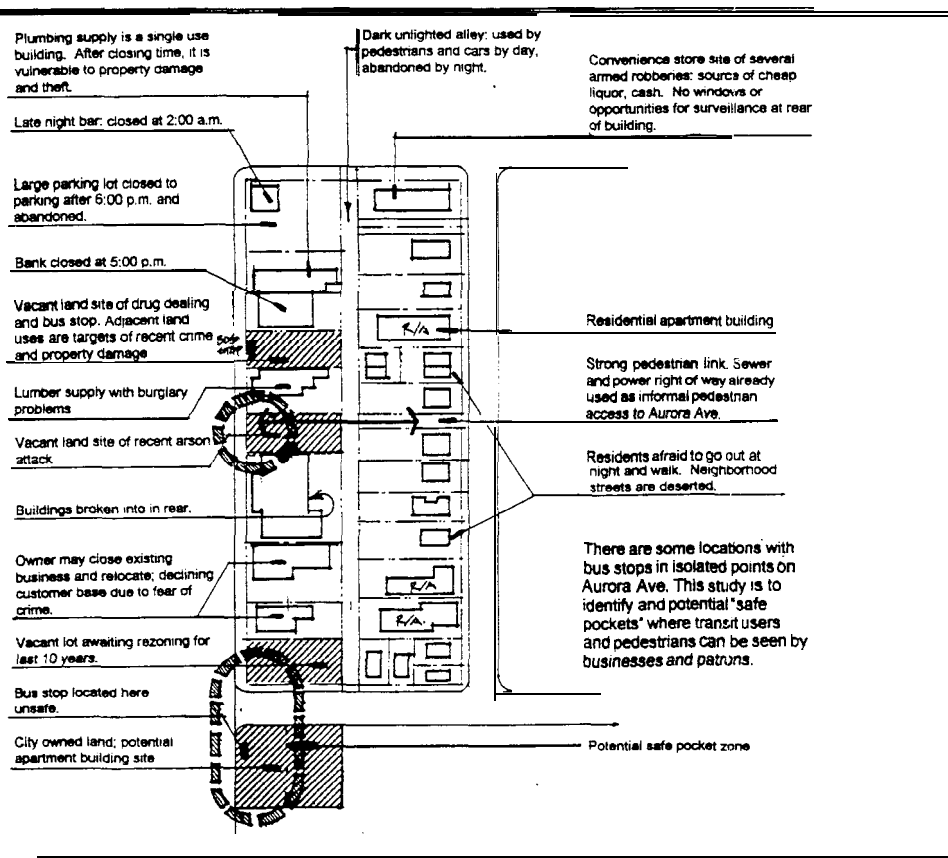 Plumbing supply is a single use
building. After closing time, it is
vulnerable to property damage
and theft.
Dark unlighted alley: used by
pedestrians and cars by day,
abandoned by night.
Convenience store site of several
armed robberies: source of cheap
liquor, cash. No windows or
opportunities for surveillance at rear
of building.
Late night bar: closed at 2:00 a.m.
Large parking lot closed to
parking after 6:00 p.m. and
abandoned.
Bank closed at 5:00 p.m.
Vacant land site of drug dealing
and bus stop. Adjacent land
uses are targets of recent crime
and property damage
BUS
STOP
R/A
Residential apartment building
Strong pedestrian link. Sewer
and power right of way already
used as informal pedestrian
access to Aurora Ave.
Lumber supply with burglary
problems
Vacant land site of recent arson
attack
Residents afraid to go out at
night and walk. Neighborhood
streets are deserted.
Buildings broken into in rear.
Owner may close existing
business and relocate; declining
customer base due to fear of
crime.
R/A
R/A
There are some locations with
bus stops in isolated points on
Aurora Ave. This study is to
identify and potential "safe
pockets" where transit users
and pedestrians can be seen by
businesses and patrons.
Vacant lot awaiting rezoning for
last 10 years.
Bus stop located here
unsafe.
City owned land; potential
apartment building site
Potential safe pocket zone